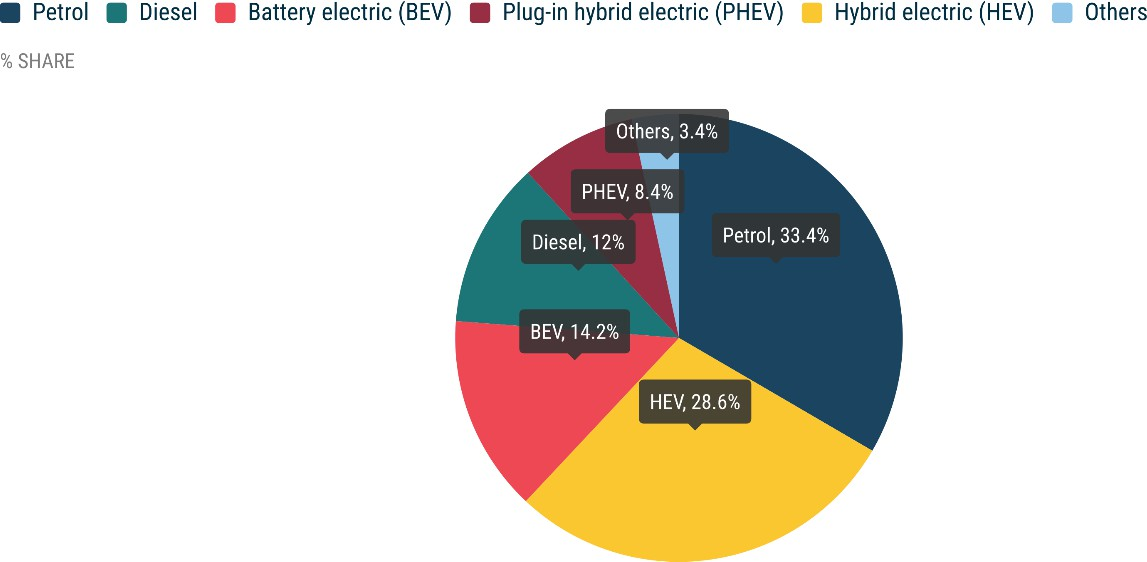 Petrol Diesel Battery electric (BEV) Plug-in hybrid electric (PHEV) Hybrid electric (HEV) Others
% SHARE
Others, 3.4%
PHEV, 8.4%
Petrol, 33.4%
Diesel, 12%
BEV, 14.2%
HEV, 28.6%